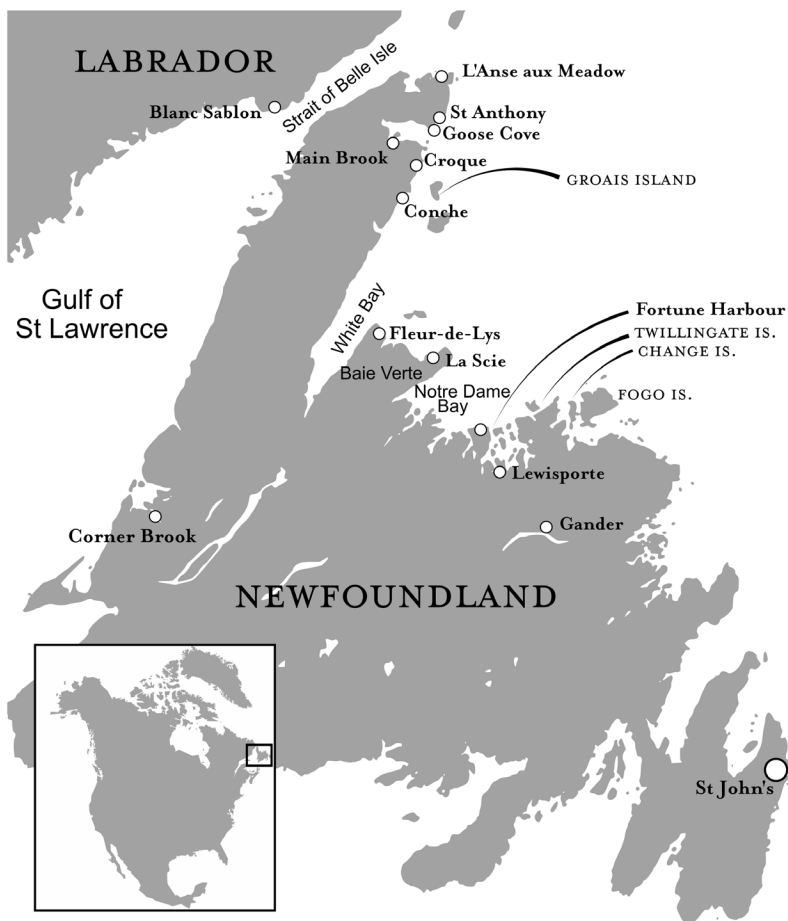 LABRADOR
Strait of Belle Isle
L'Anse aux Meadow
Blanc Sablon
St Anthony
Goose Cove
Main Brook
Croque
GROAIS ISLAND
Conche
Gulf of
St Lawrence
White Bay
Fortune Harbour
Fleur-de-Lys
TWILLINGATE IS.
La Scie
CHANGE IS.
Baie Verte
Notre Dame
Bay
FOGO IS.
Lewisporte
Gander
Corner Brook
NEWFOUNDLAND
St John's